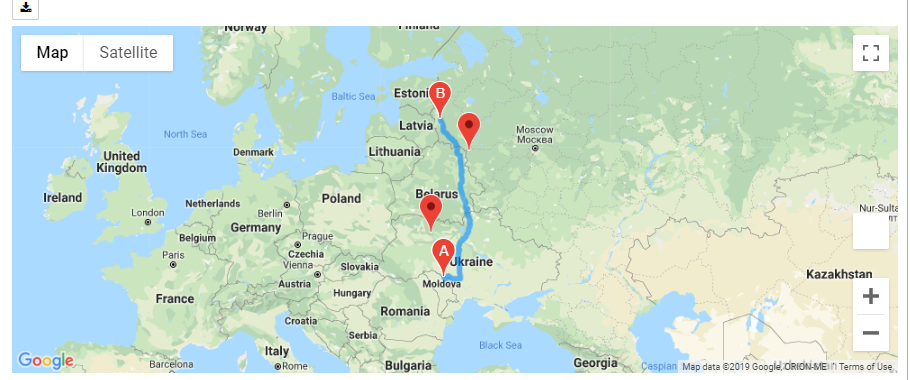 Norway
Finland
Map
Satellite
Estoni
B
Baltic Sea
Latvia
North Sea
Moscow
Москва
Denmark
Lithuania
United
Kingdom
Belarus
Ireland
Netherlands
Poland
London
Berlin
Nur-Sulta
Belgium
Germany
Prague
A
Paris
Czechia
Vienna
Slovakia
Ukraine
Kazakhstan
Austria
Moldova
France
Hungary
Romania
Croatia
Serbia
Black Sea
Italy
Google
Barcelona
Rome
Bulgaria
Georgia
Caspian
Map data ©2019 Google, ORION-ME
Terms of Use